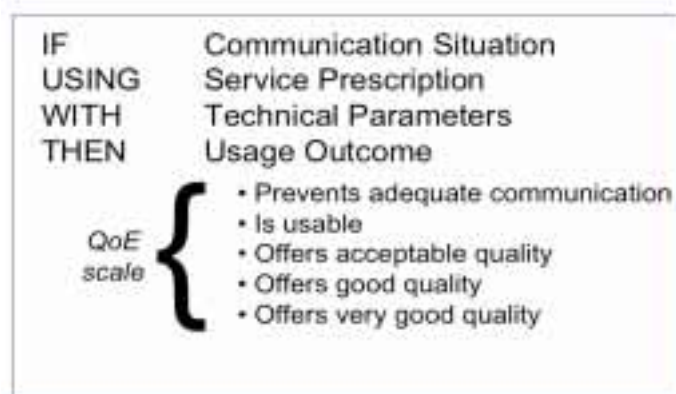 IF Communication Situation
USING Service Prescription
WITH Technical Parameters
THEN Usage Outcome
QoE scale
• Prevents adequate communication
• Is usable
• Offers acceptable quality
• Offers good quality
• Offers very good quality